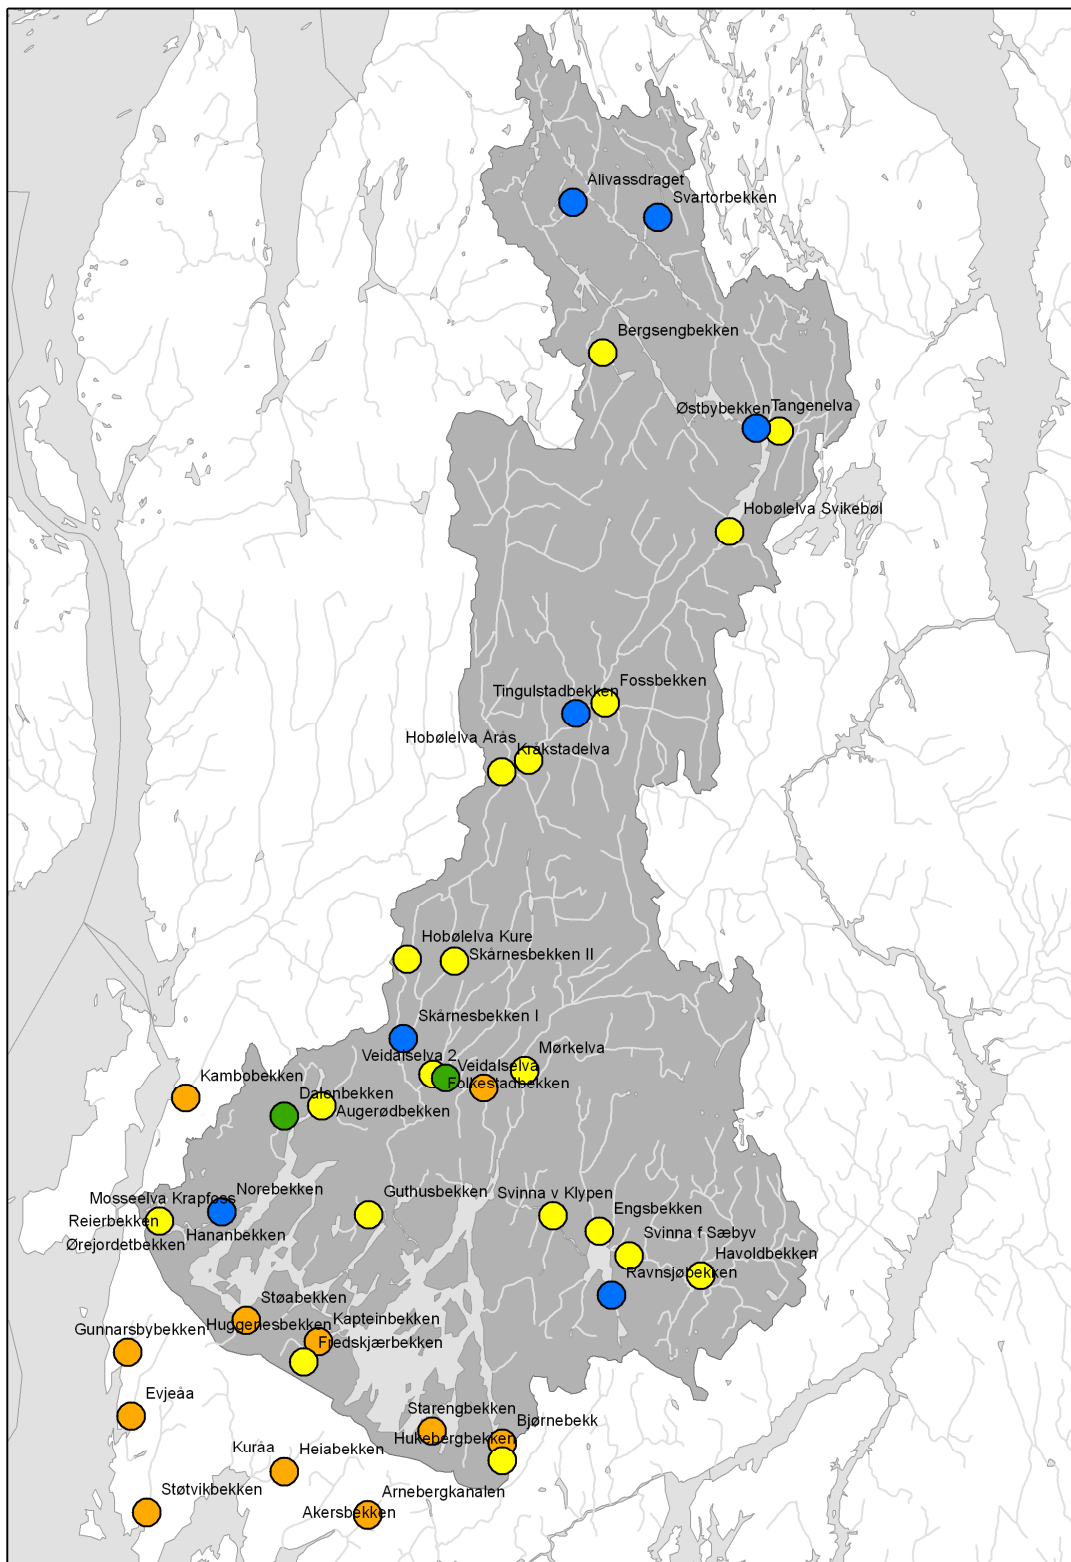 Alivassdraget
Svartorbekken
Bergsengbekken
Østbybekken
Tangenelva
Hobølelva Svikebøl
Fossbekken
Tingulstadbekken
Hobølelva Årås
Kråkstadelva
Hobølelva Kure
Skårnesbekken II
Skårnesbekken I
Mørkelva
Veidalselva 2
Veidalselva
Folkestadbekken
Kambobekken
Dalenbekken
Augerødbekken
Norebekken
Guthusbekken
Svinna v Klypen
Mosseelva Krapfoss
Engsbekken
Reierbekken
Hananbekken
Svinna f Sæbyv
Ørejordetbekken
Havoldbekken
Ravnsjøbekken
Støabekken
Kapteinbekken
Huggenesbekken
Gunnarsbybekken
Fredskjærbekken
Evjeåa
Starengbekken
Bjørnebekk
Hukebergbekken
Kuråa
Heiabekken
Støtvikbekken
Arnebergkanalen
Akersbekken